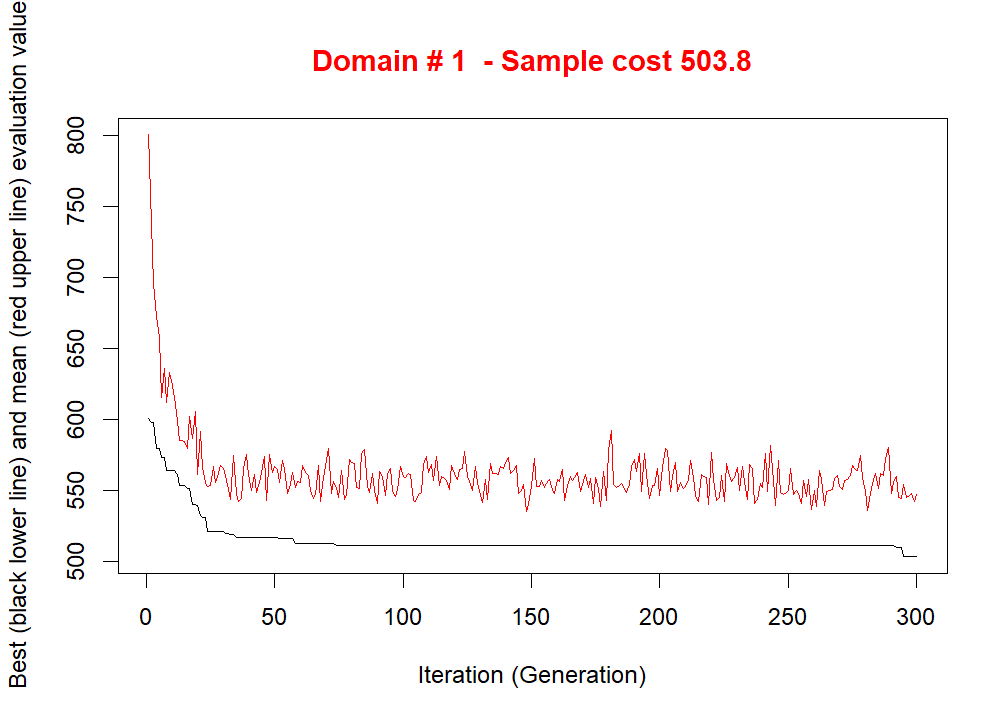 Domain # 1  - Sample cost 503.8
Best (black lower line) and mean (red upper line) evaluation value
800
750
700
650
600
550
500
0 50 100 150 200 250 300
Iteration (Generation)